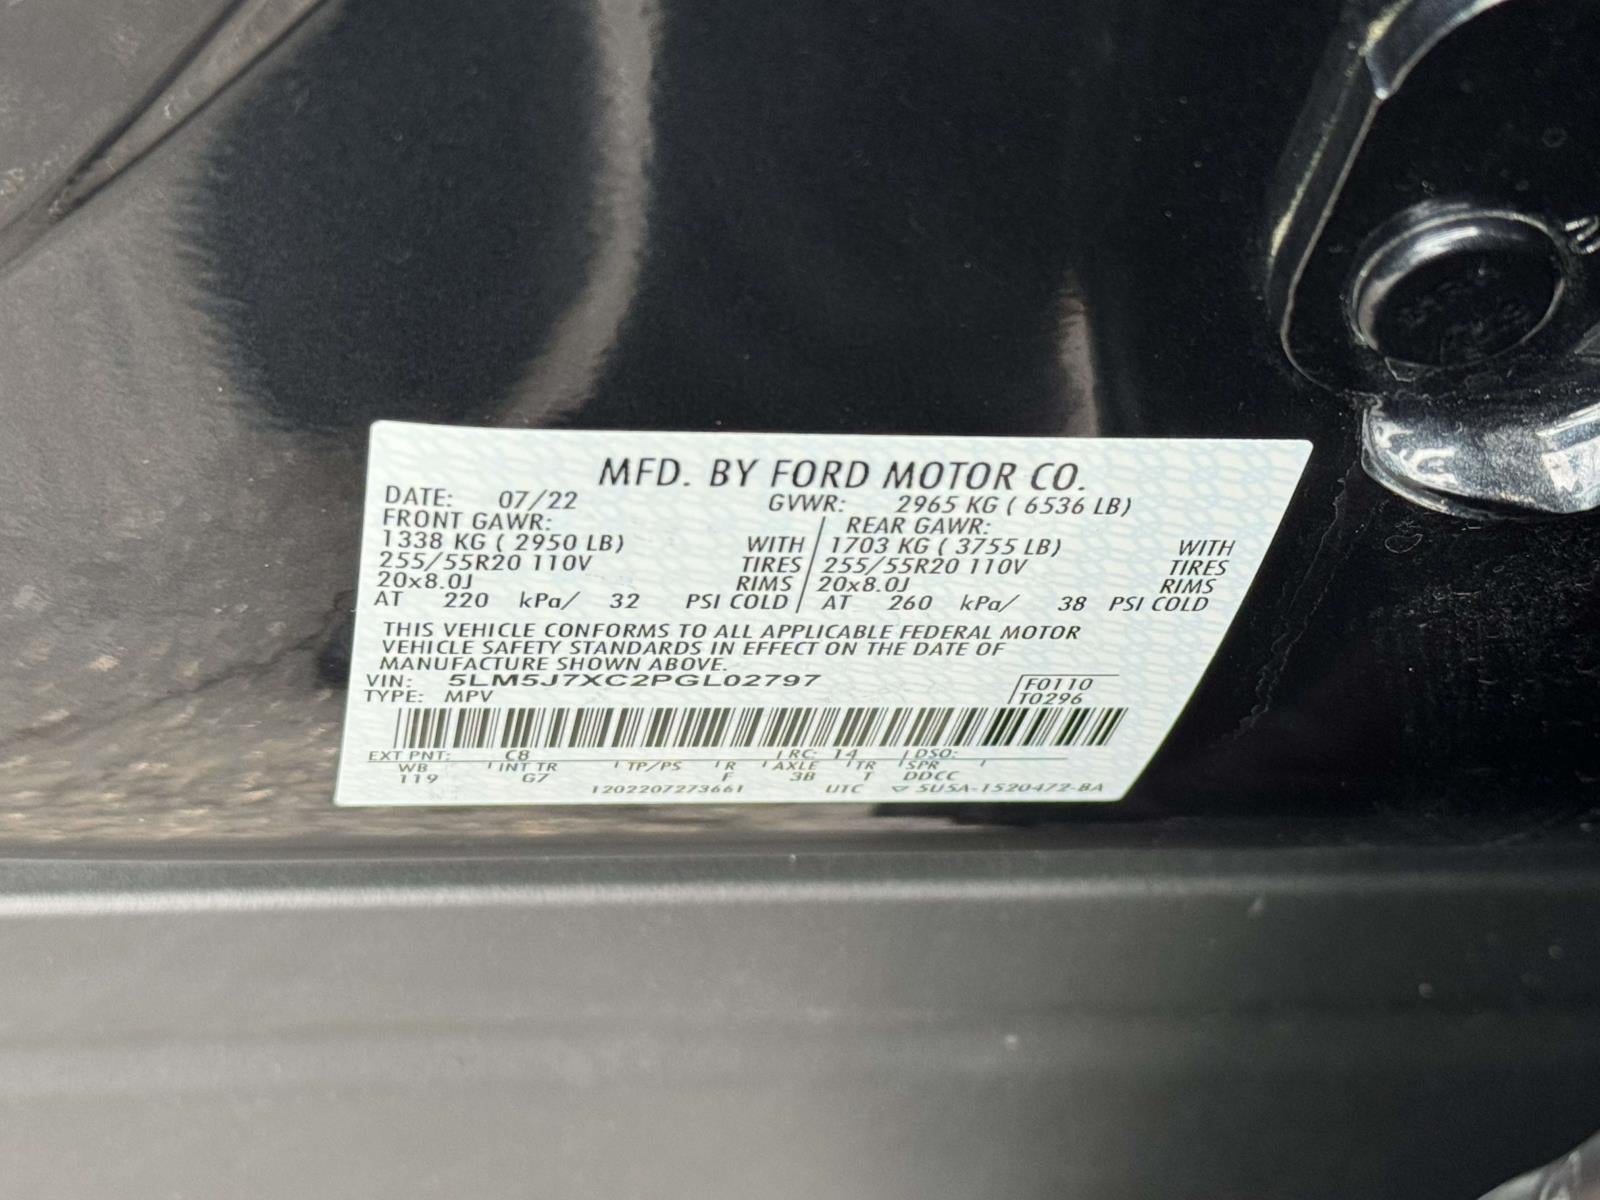 MFD. BY FORD MOTOR CO.
DATE: 07/22 GVWR: 2965 KG ( 6536 LB)
FRONT GAWR: REAR GAWR:
1338 KG ( 2950 LB) WITH 1703 KG ( 3755 LB) WITH
255/55R20 110V TIRES 255/55R20 110V TIRES
20x8.0J RIMS 20x8.0J RIMS
AT 220 kPa/ 32 PSI COLD AT 260 kPa/ 38 PSI COLD
THIS VEHICLE CONFORMS TO ALL APPLICABLE FEDERAL MOTOR
VEHICLE SAFETY STANDARDS IN EFFECT ON THE DATE OF
MANUFACTURE SHOWN ABOVE.
VIN: 5LM5J7XC2PGL02797 F0110
TYPE: MPV T0296
EXT PNT: C8 RC: 14 DSO:
WB INT TR TP/PS R AXLE TR SPR
119 G7 F 3B T DDCC
1202207273661 UTC 5U5A-1520472-BA